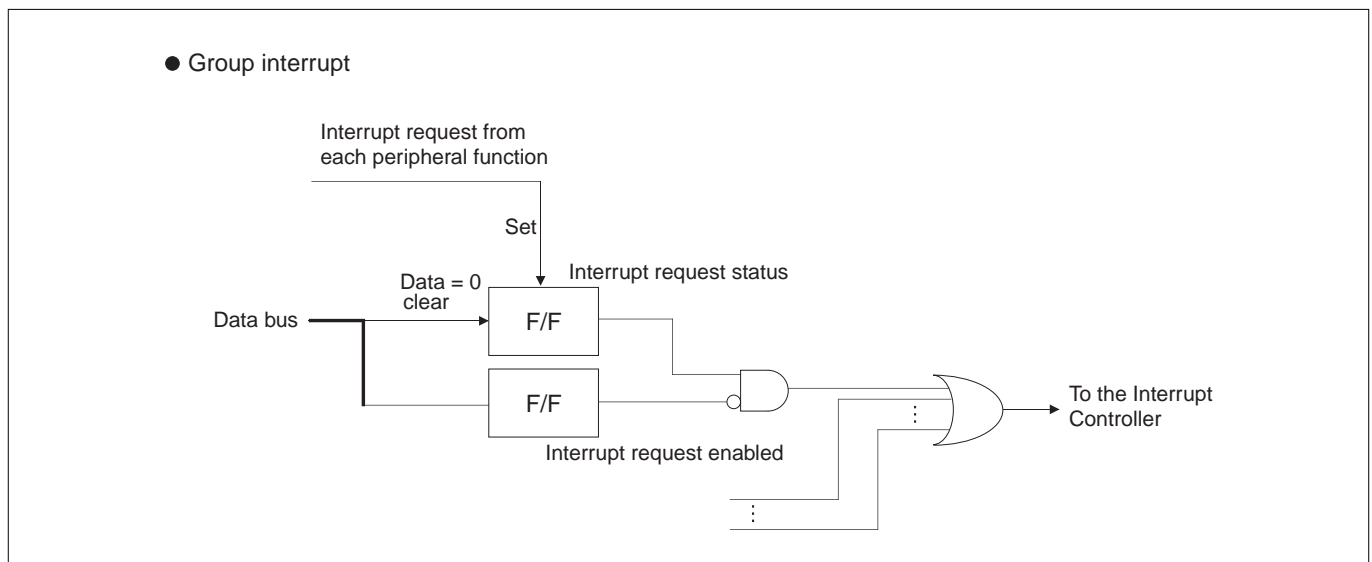 ● Group interrupt
Interrupt request from
each peripheral function
Set
Data = 0
clear
Interrupt request status
Data bus
F/F
F/F
Interrupt request enabled
To the Interrupt
Controller